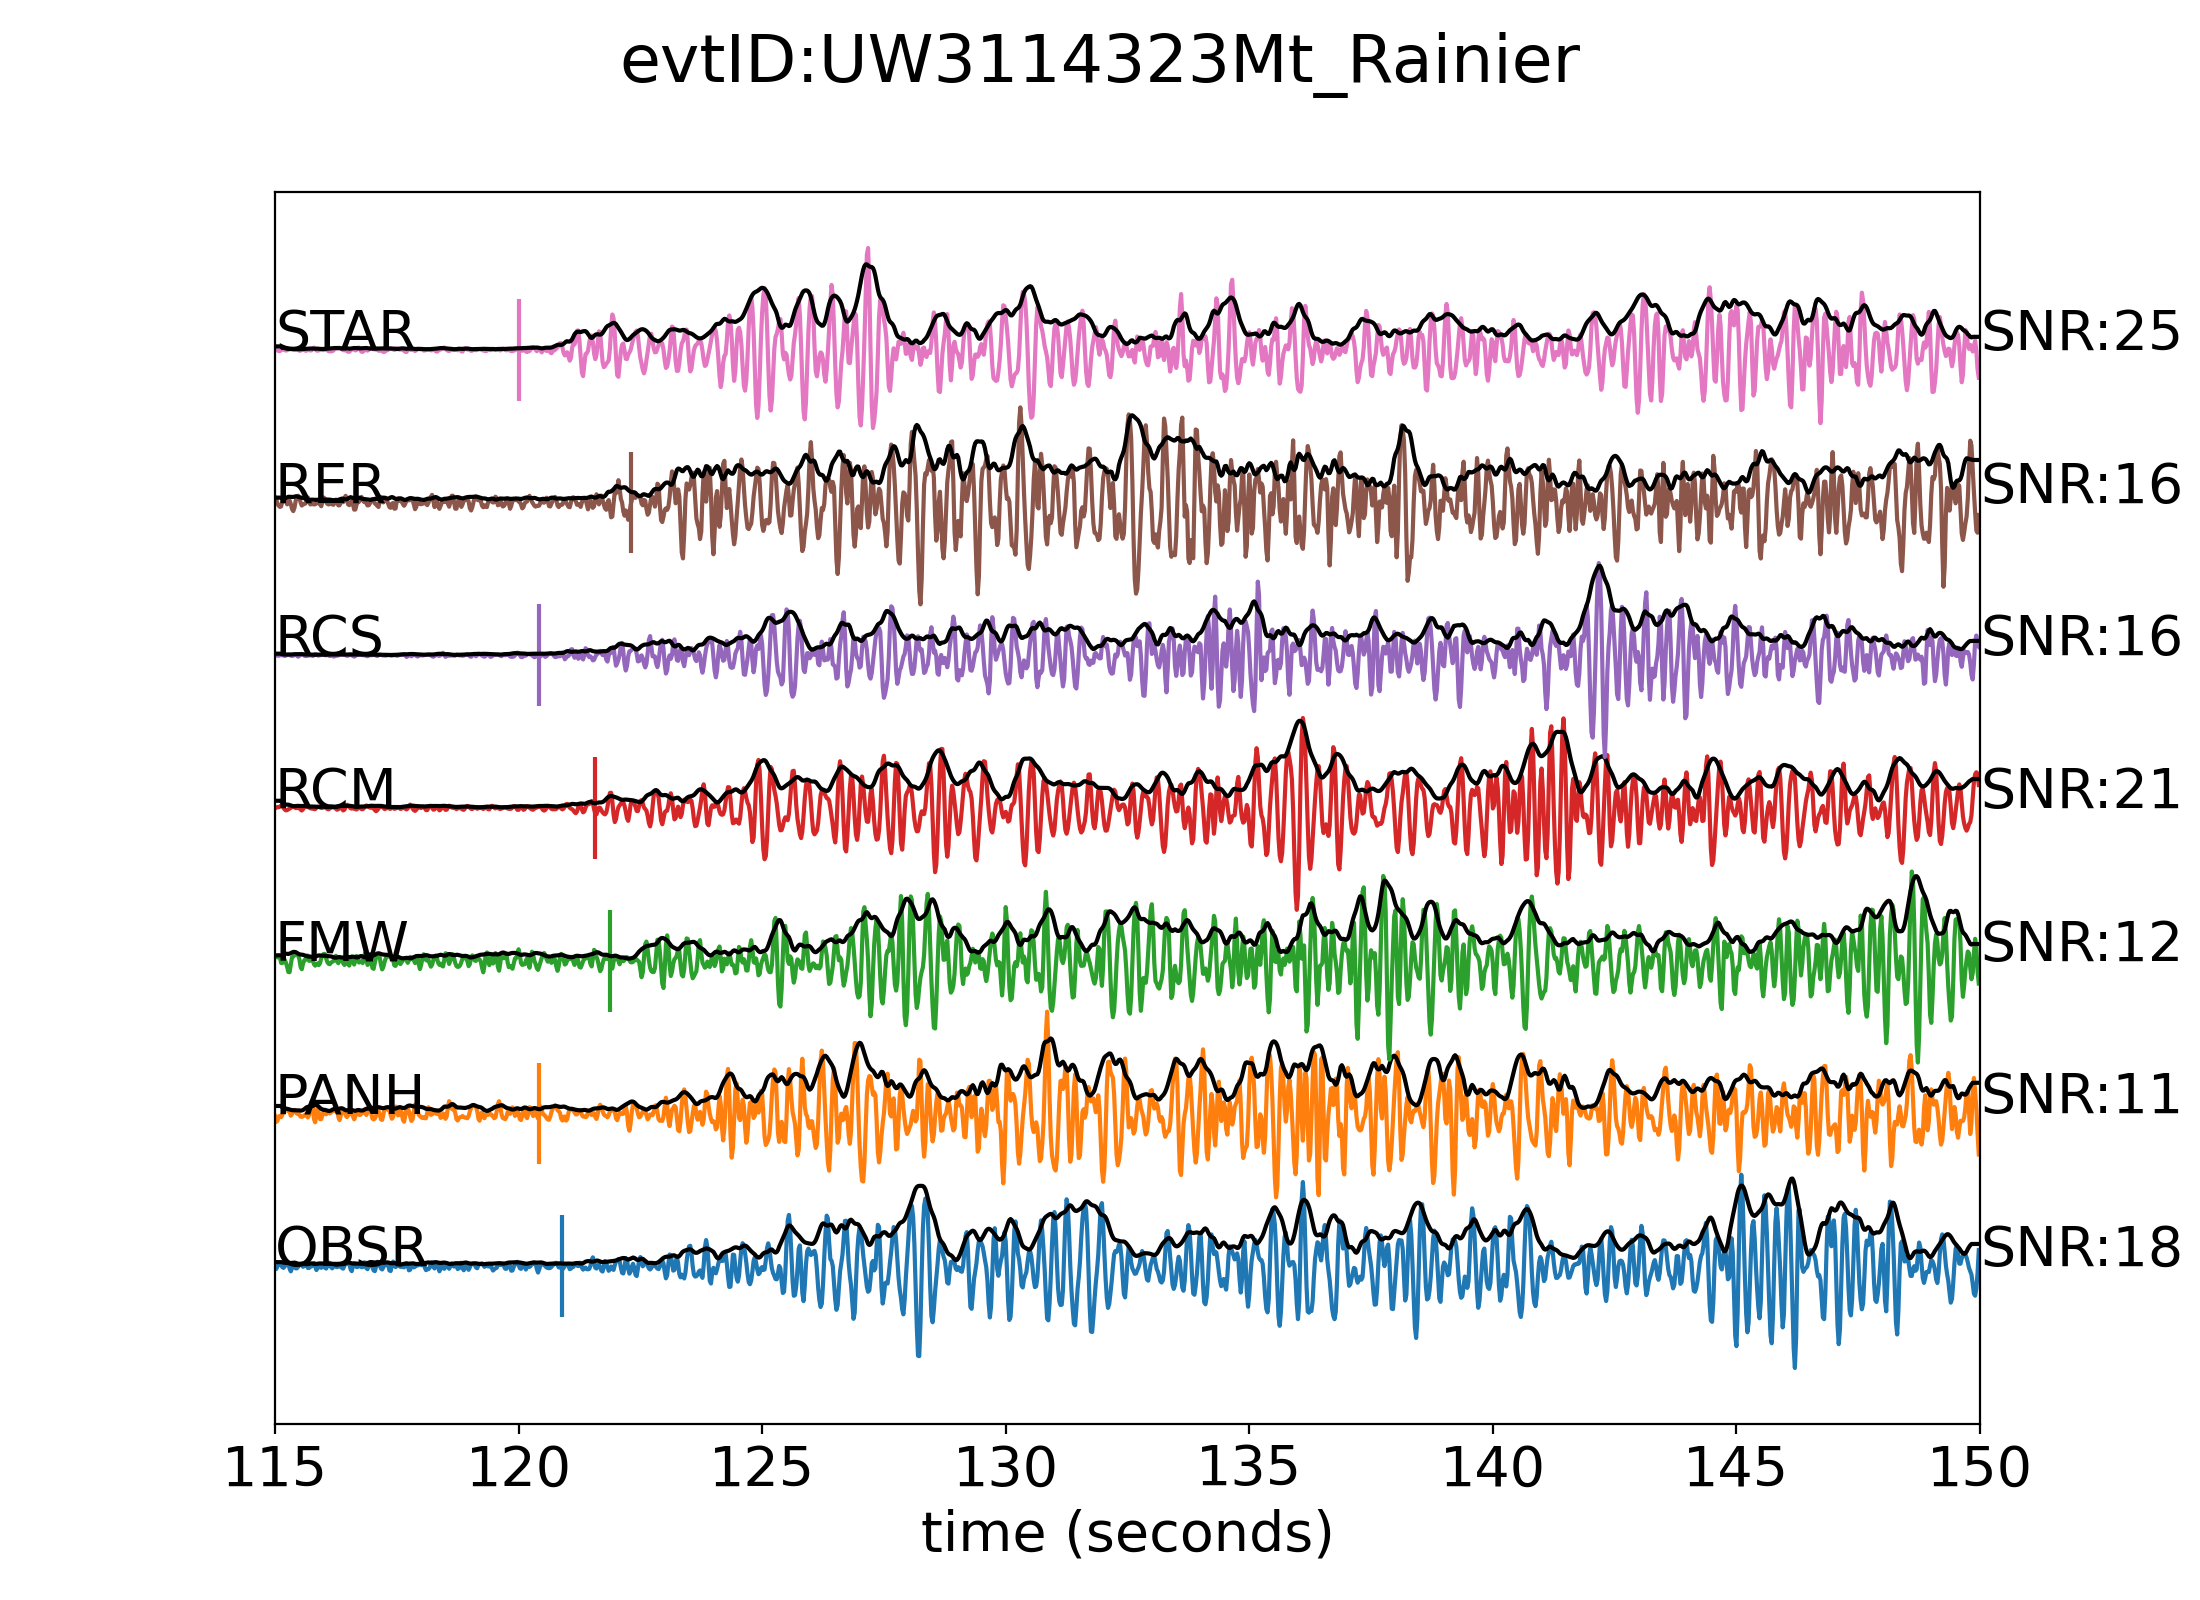 evtID:UW3114323Mt_Rainier
STAR SNR:25
RER SNR:16
RCS SNR:16
RCM SNR:21
FMW SNR:12
PANH SNR:11
OBSR SNR:18
115 120 125 130 135 140 145 150
time (seconds)